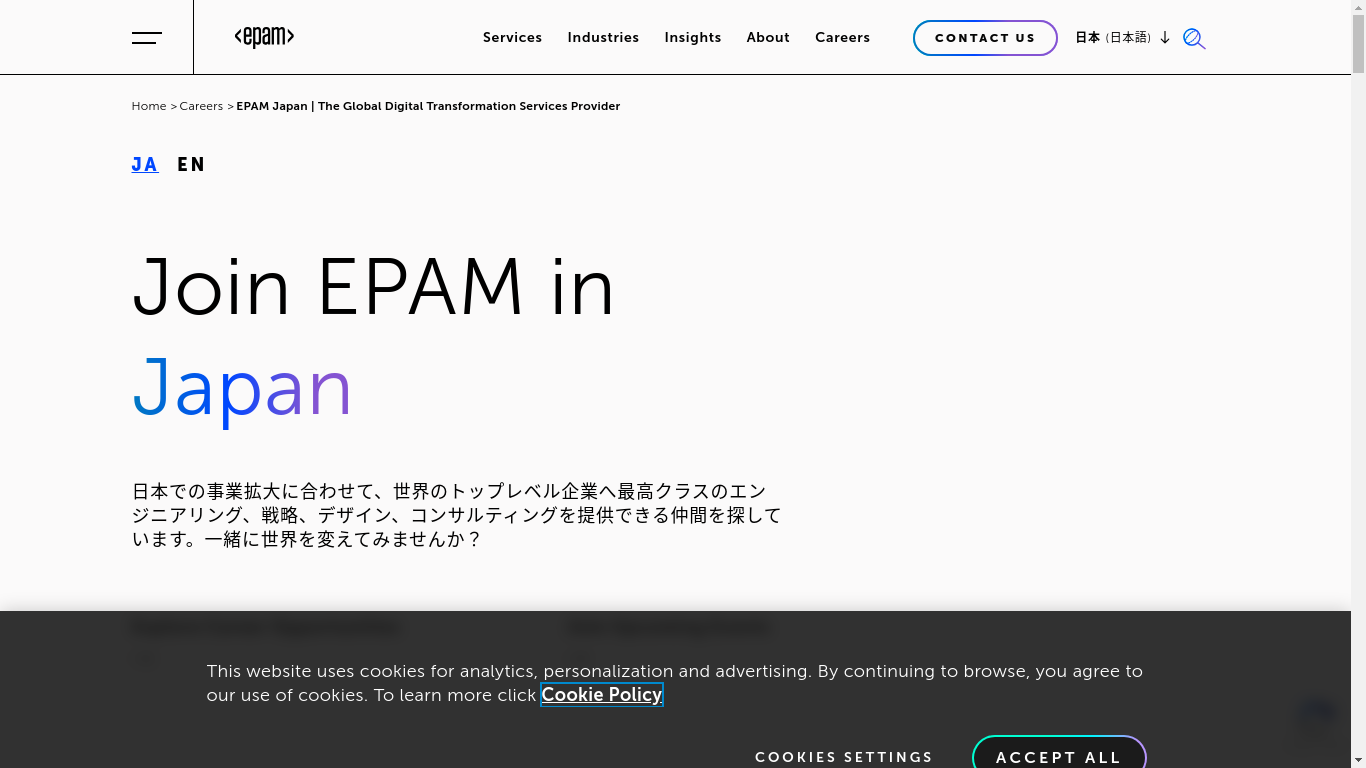 <epam>
Services Industries Insights About Careers
CONTACT US
日本 (日本語)
Home > Careers > EPAM Japan | The Global Digital Transformation Services Provider
JA EN
Join EPAM in
Japan
日本での事業拡大に合わせて、世界のトップレベル企業へ最高クラスのエン
ジニアリング、戦略、デザイン、コンサルティングを提供できる仲間を探して
います。一緒に世界を変えてみませんか？
This website uses cookies for analytics, personalization and advertising. By continuing to browse, you agree to
our use of cookies. To learn more click Cookie Policy
COOKIES SETTINGS ACCEPT ALL